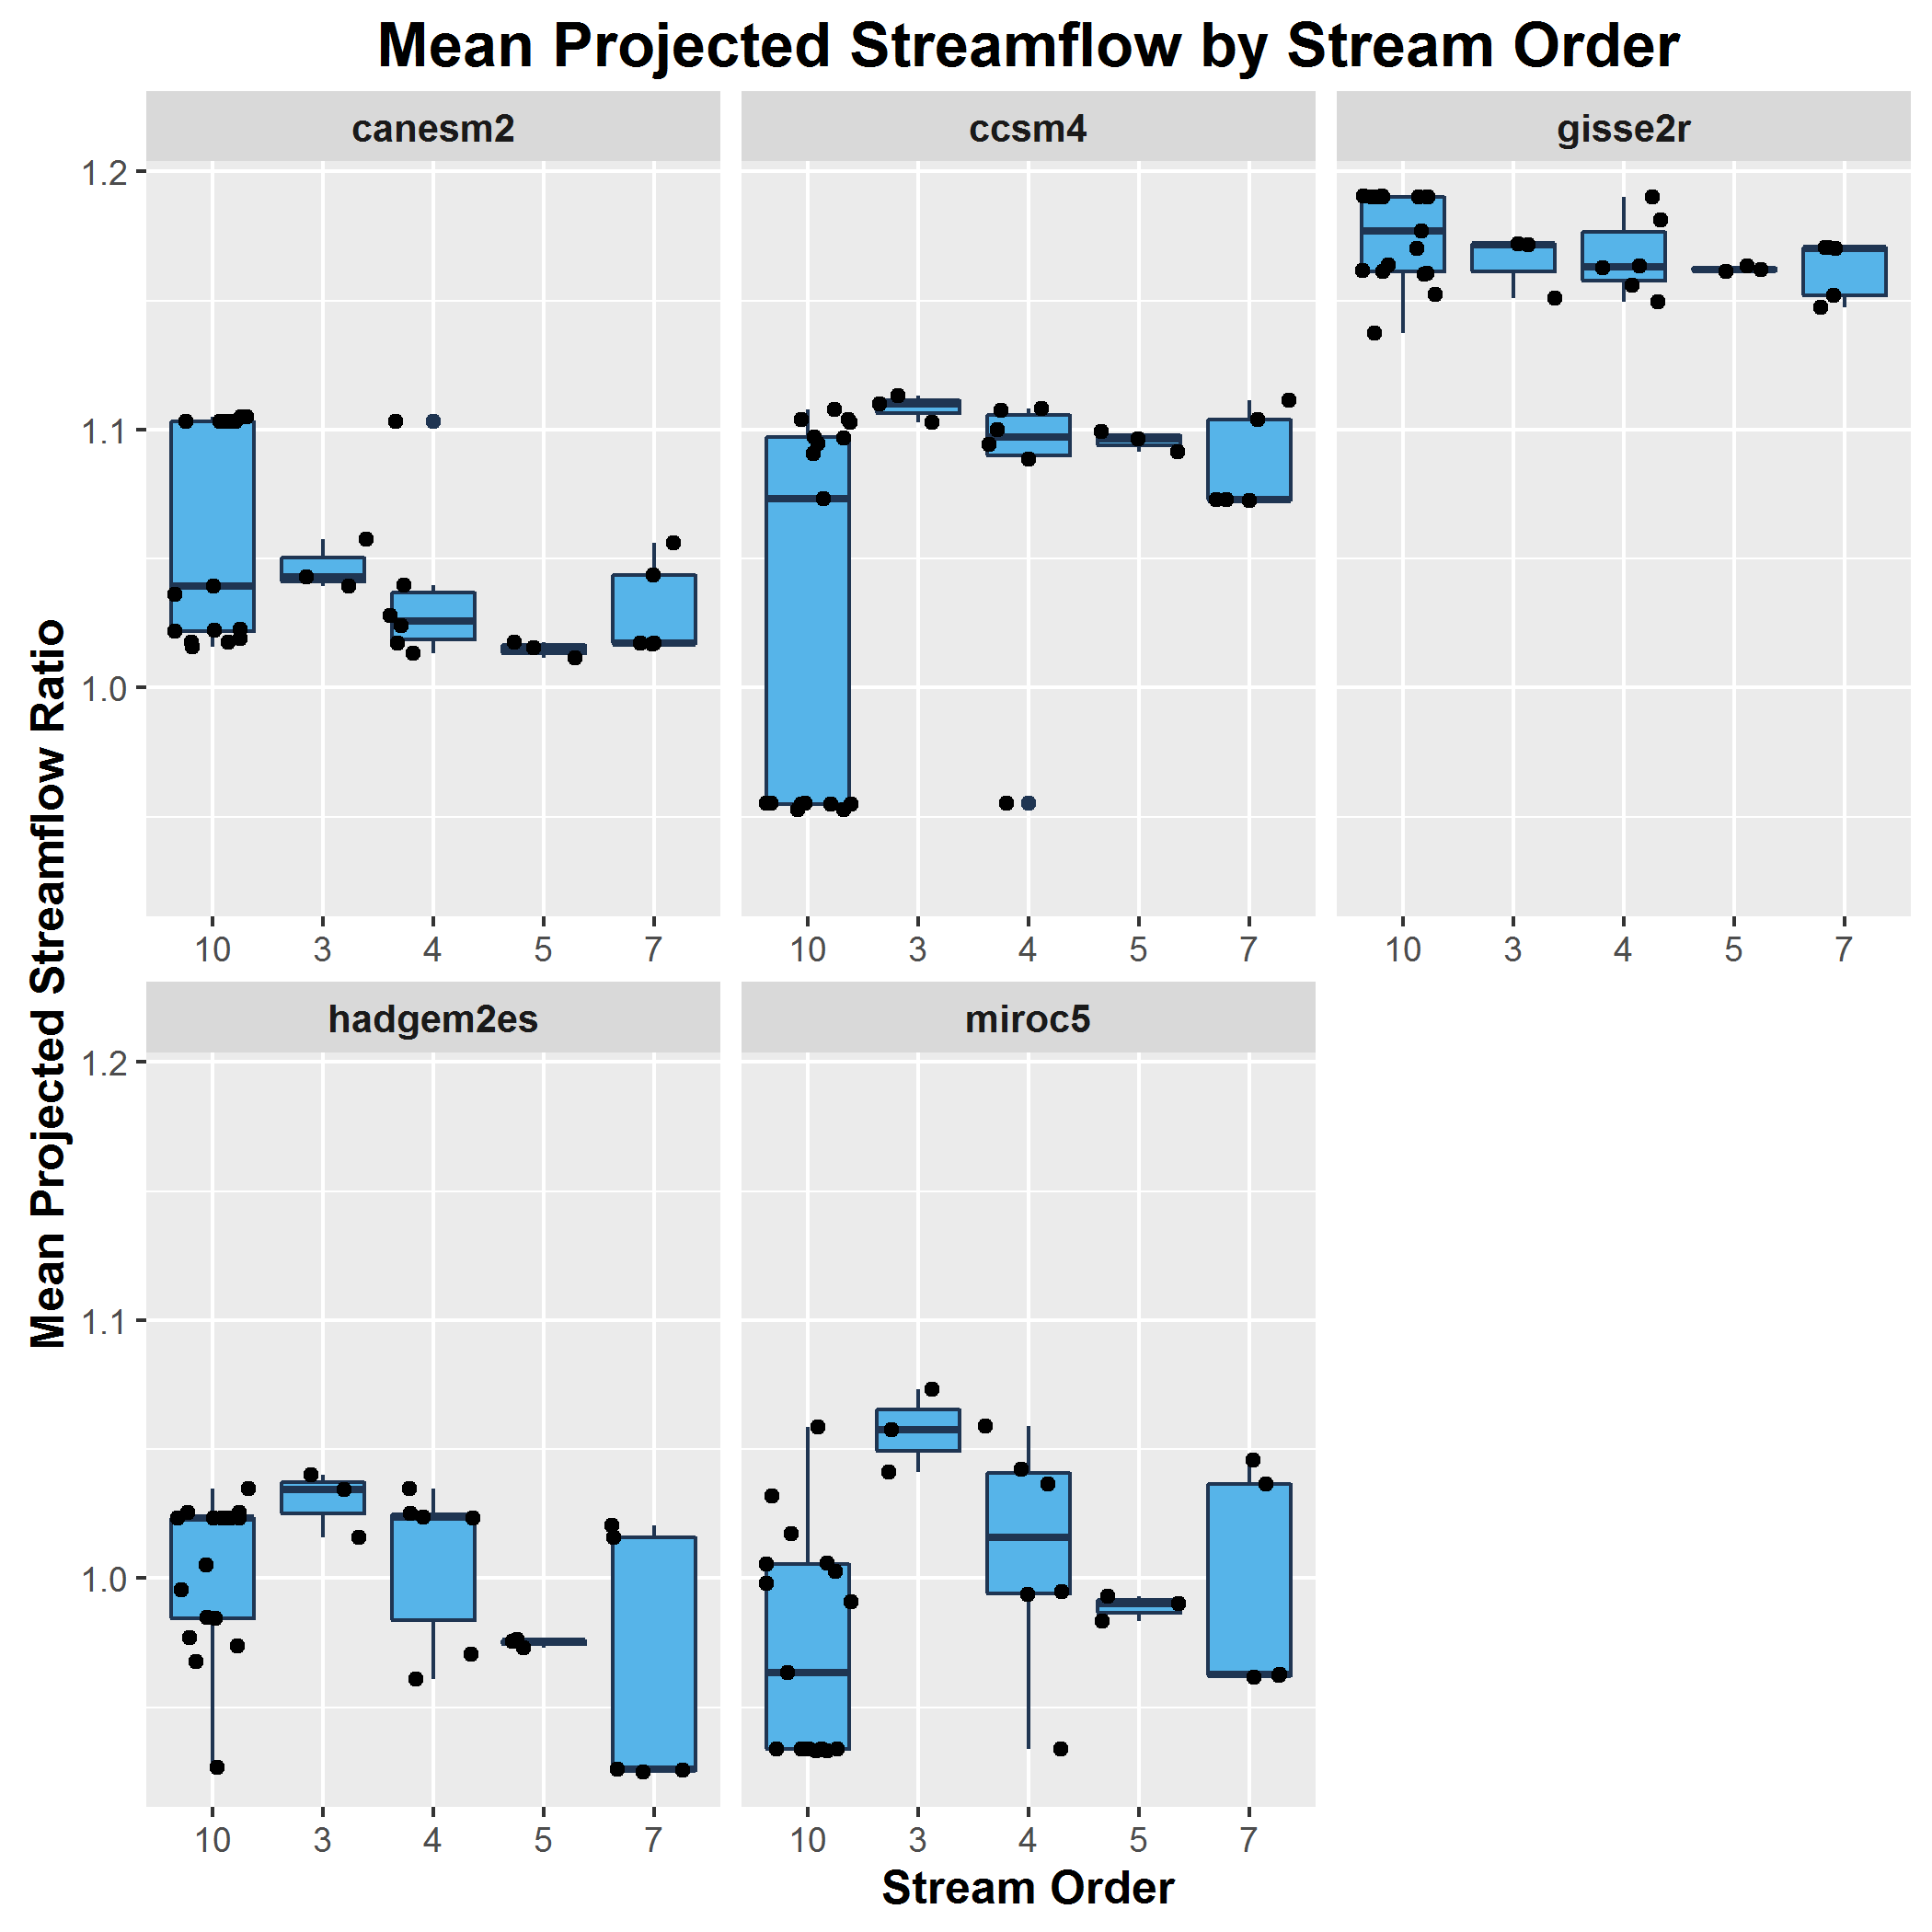 Mean Projected Streamflow by Stream Order
canesm2 ccsm4 gisse2r
1.2
1.1
1.0
10 3 4 5 7 10 3 4 5 7 10 3 4 5 7
Mean Projected Streamflow Ratio
hadgem2es miroc5
1.2
1.1
1.0
10 3 4 5 7 10 3 4 5 7
Stream Order